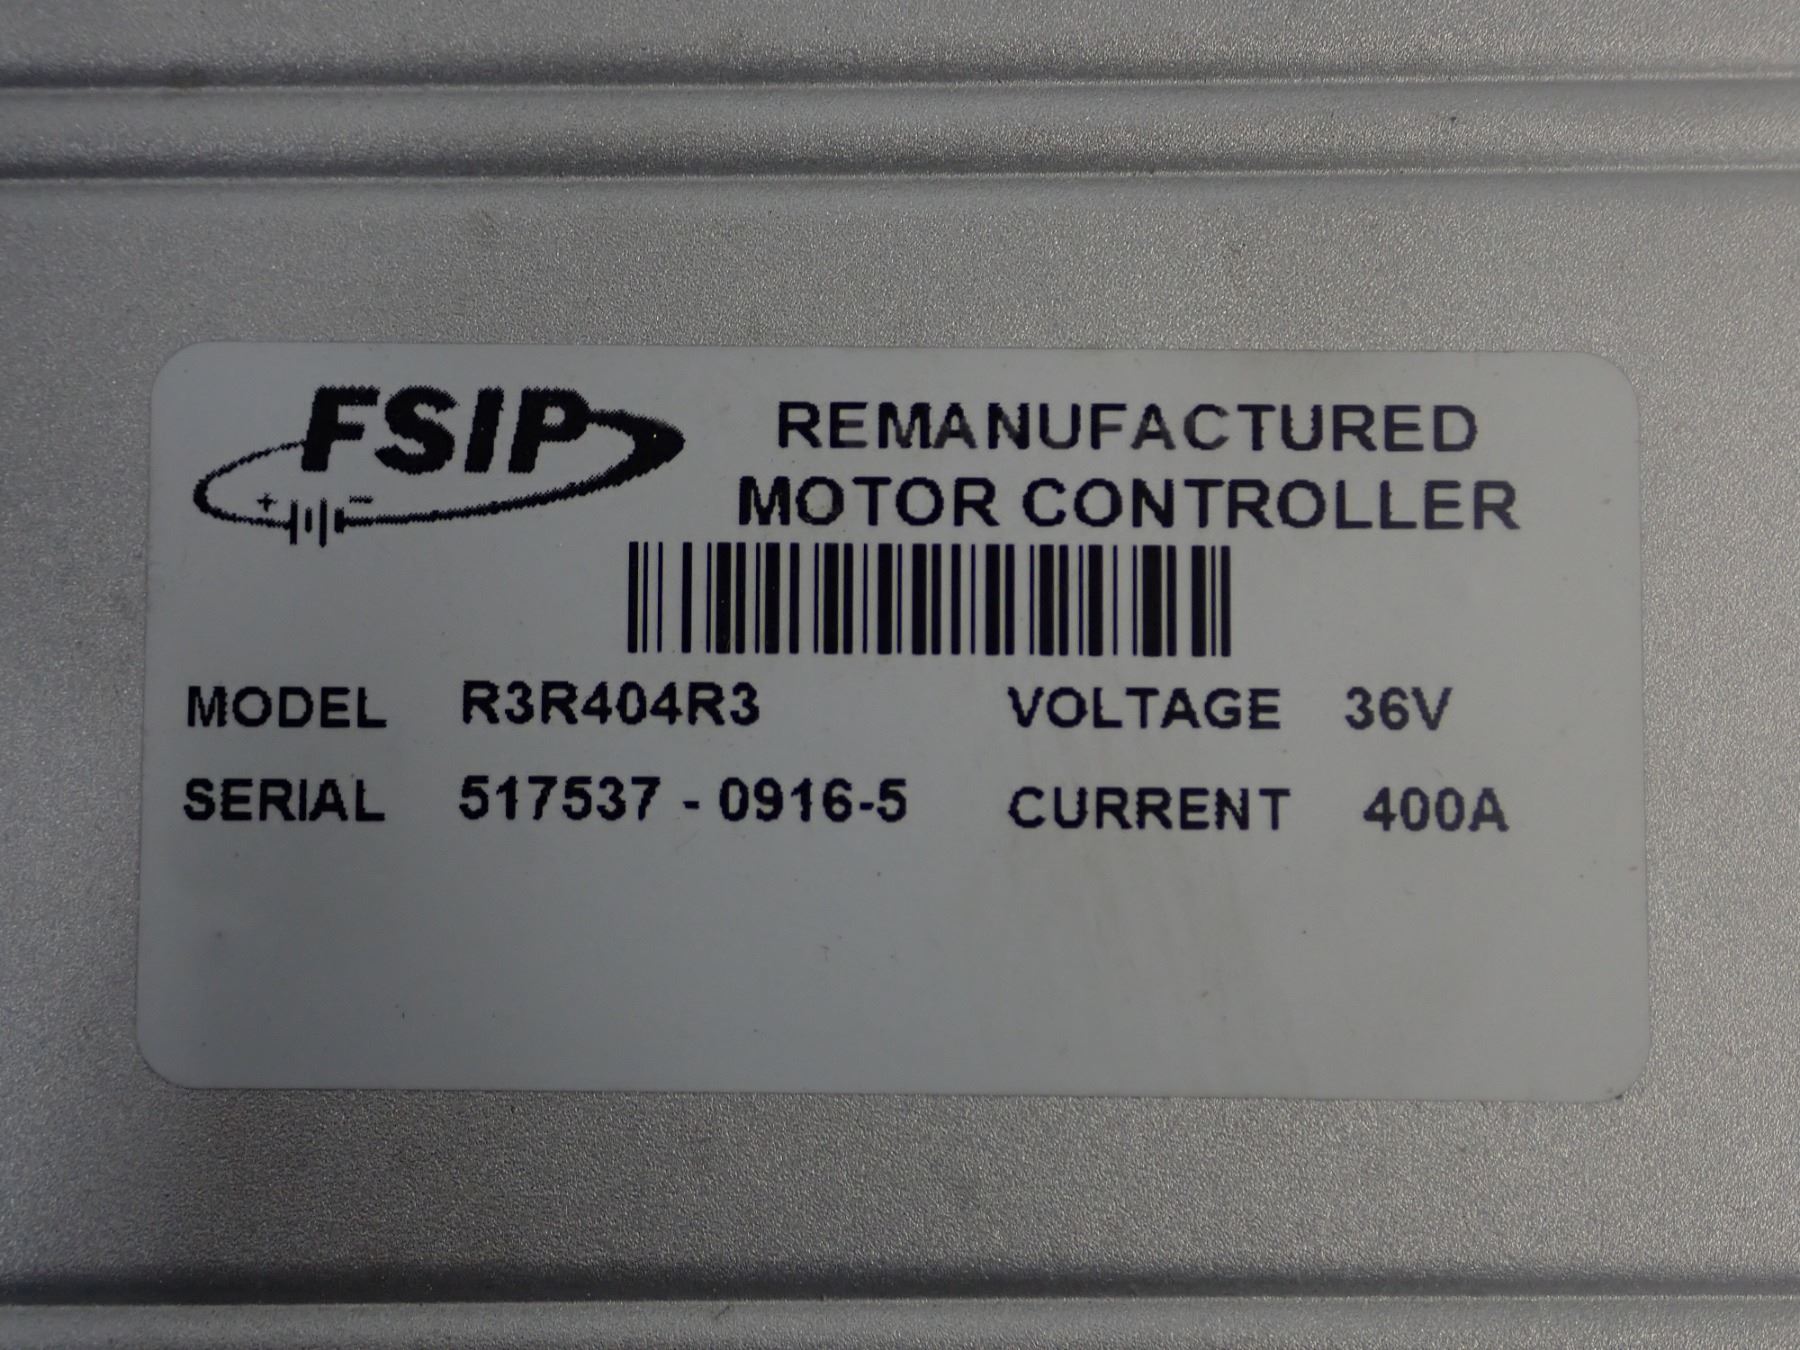 FSIP
+ -
REMANUFACTURED
MOTOR CONTROLLER
MODEL R3R404R3 VOLTAGE 36V
SERIAL 517537 - 0916-5 CURRENT 400A